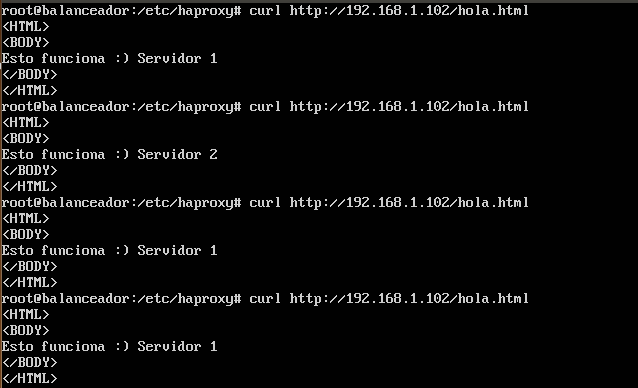 root@balanceador:/etc/haproxy# curl http://192.168.1.102/hola.html
<HTML>
<BODY>
Esto funciona :) Servidor 1
</BODY>
</HTML>
root@balanceador:/etc/haproxy# curl http://192.168.1.102/hola.html
<HTML>
<BODY>
Esto funciona :) Servidor 2
</BODY>
</HTML>
root@balanceador:/etc/haproxy# curl http://192.168.1.102/hola.html
<HTML>
<BODY>
Esto funciona :) Servidor 1
</BODY>
</HTML>
root@balanceador:/etc/haproxy# curl http://192.168.1.102/hola.html
<HTML>
<BODY>
Esto funciona :) Servidor 1
</BODY>
</HTML>